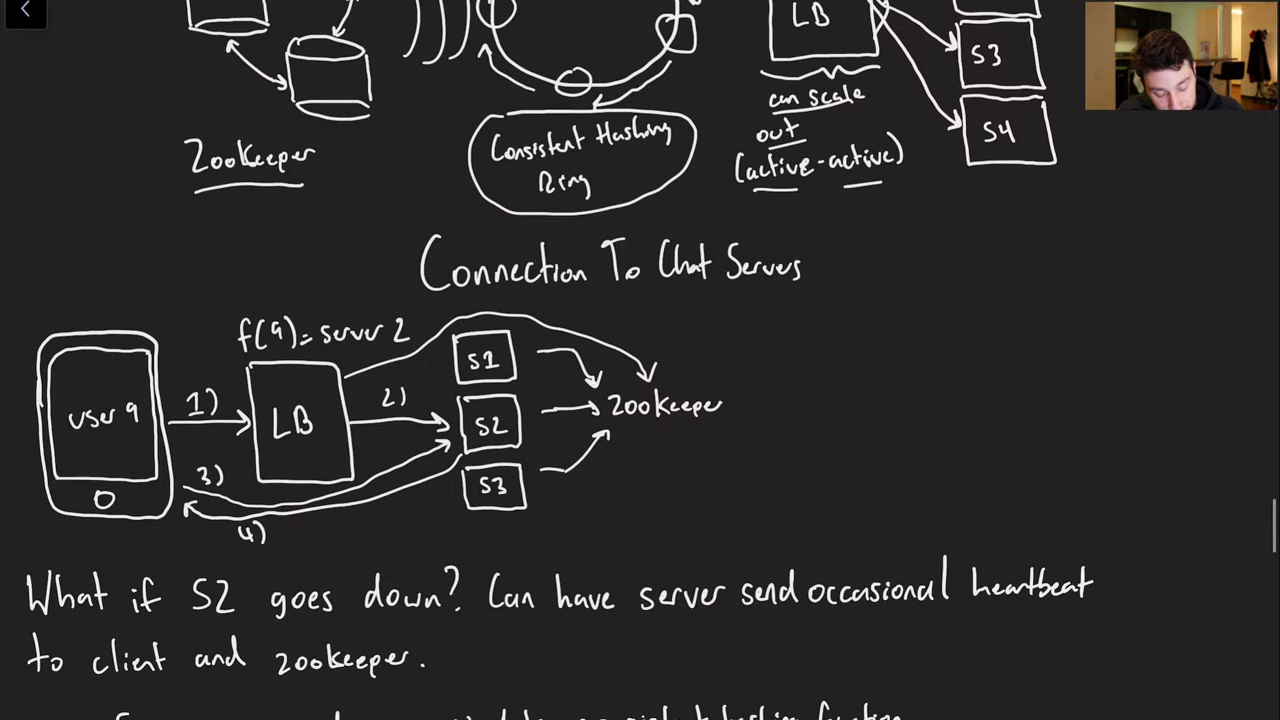 LB
S3
S4
can scale
out
(active-active)
Zookeeper
Consistent Hashing
Ring
Connection To Chat Servers
f(9) = server 2
user 9
1)
LB
2)
S1
S2
S3
Zookeeper
3)
4)
What if S2 goes down? Can have server send occasional heartbeat
to client and zookeeper.